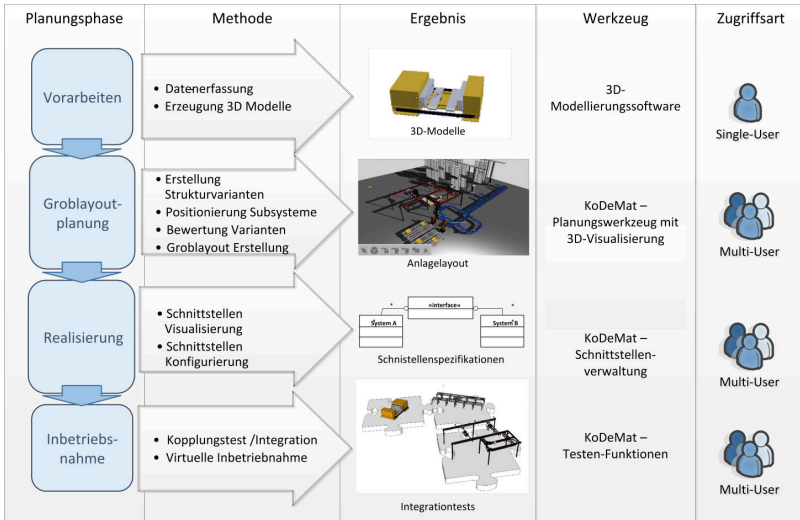 Planungsphase
Methode
Ergebnis
Werkzeug
Zugriffsart
Vorarbeiten
• Datenerfassung
• Erzeugung 3D Modelle
3D-Modelle
3D-
Modellierungssoftware
Single-User
Groblayout-
planung
• Erstellung
Strukturvarianten
• Positionierung Subsysteme
• Bewertung Varianten
• Groblayout Erstellung
Anlagelayout
KoDeMat –
Planungswerkzeug mit
3D-Visualisierung
Multi-User
Realisierung
• Schnittstellen
Visualisierung
• Schnittstellen
Konfigurierung
«interface»
* *
System A
System B
Schnistellenspezifikationen
KoDeMat –
Schnittstellen-
verwaltung
Multi-User
Inbetriebs-
nahme
• Kopplungstest /Integration
• Virtuelle Inbetriebnahme
Integrationtests
KoDeMat –
Testen-Funktionen
Multi-User